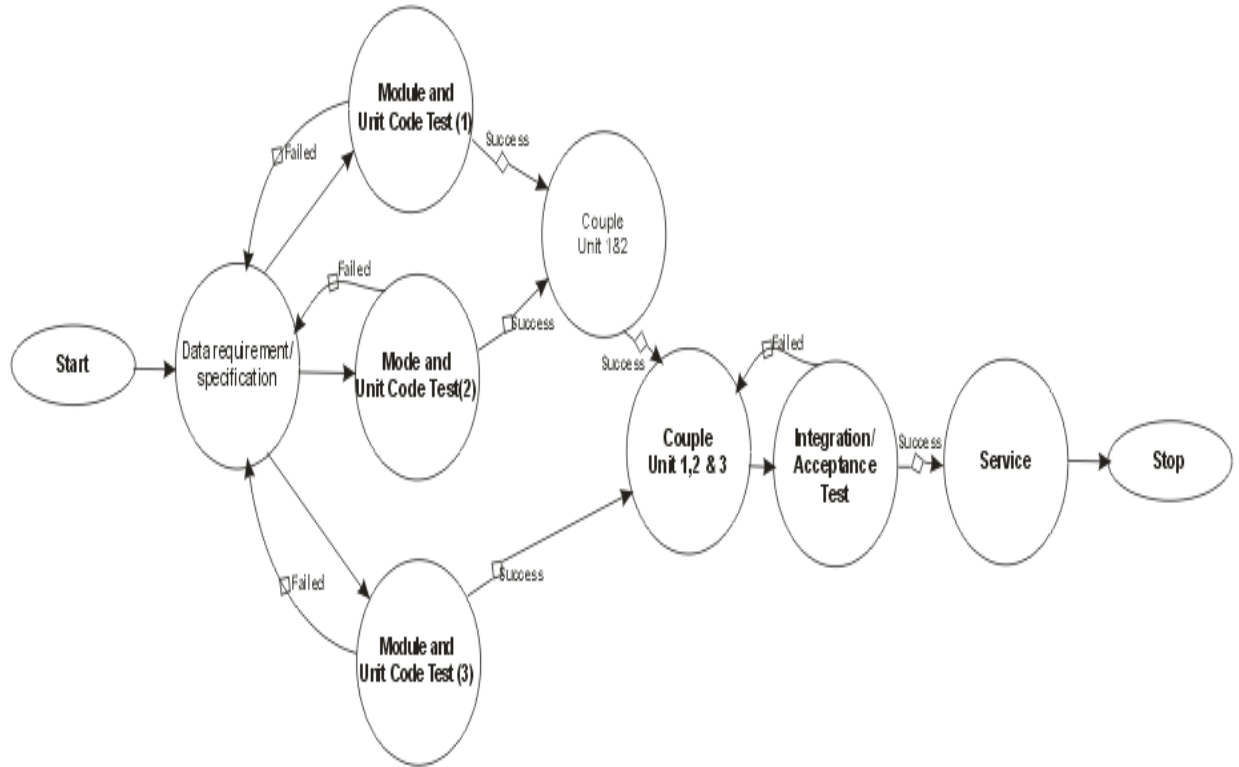 Module and
Unit Code Test (1)
Failed
Success
Couple
Unit 1&2
Failed
Start
Data requirement/
specification
Mode and
Unit Code Test(2)
Success
Success
Failed
Couple
Unit 1,2 & 3
Integration/
Acceptance
Test
Success
Service
Stop
Failed
Success
Module and
Unit Code Test (3)